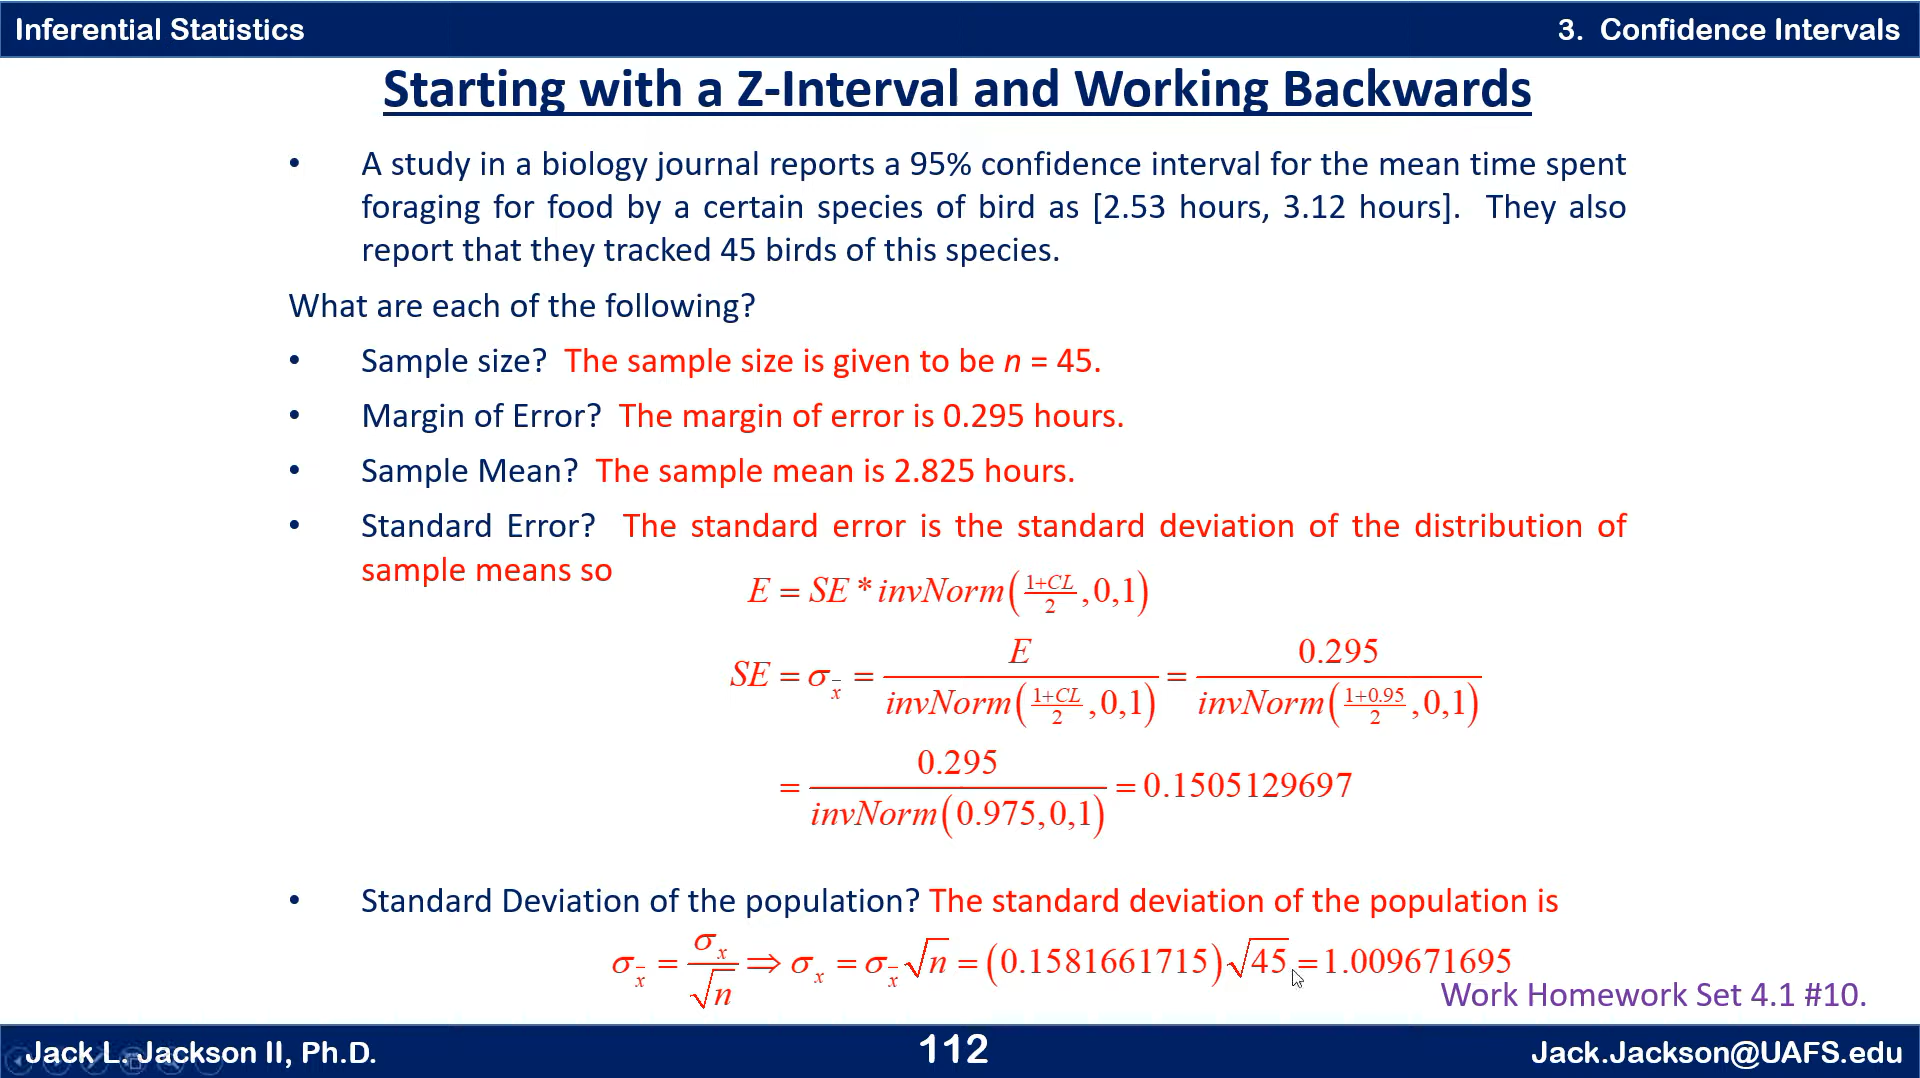 Inferential Statistics
3. Confidence Intervals
Starting with a Z-Interval and Working Backwards
• A study in a biology journal reports a 95% confidence interval for the mean time spent
foraging for food by a certain species of bird as [2.53 hours, 3.12 hours]. They also
report that they tracked 45 birds of this species.
What are each of the following?
• Sample size? The sample size is given to be n = 45.
• Margin of Error? The margin of error is 0.295 hours.
• Sample Mean? The sample mean is 2.825 hours.
• Standard Error? The standard error is the standard deviation of the distribution of
sample means so
E = SE * invNorm((1+CL)/2, 0,1)
SE = σ_x̄ = E / invNorm((1+CL)/2, 0,1) = 0.295 / invNorm((1+0.95)/2, 0,1)
= 0.295 / invNorm(0.975,0,1) = 0.1505129697
• Standard Deviation of the population? The standard deviation of the population is
σ_x̄ = σ_x / √n ⇒ σ_x = σ_x̄ √n = (0.1581661715)√45 = 1.009671695
Work Homework Set 4.1 #10.
Jack L. Jackson II, Ph.D.
112
Jack.Jackson@UAFS.edu